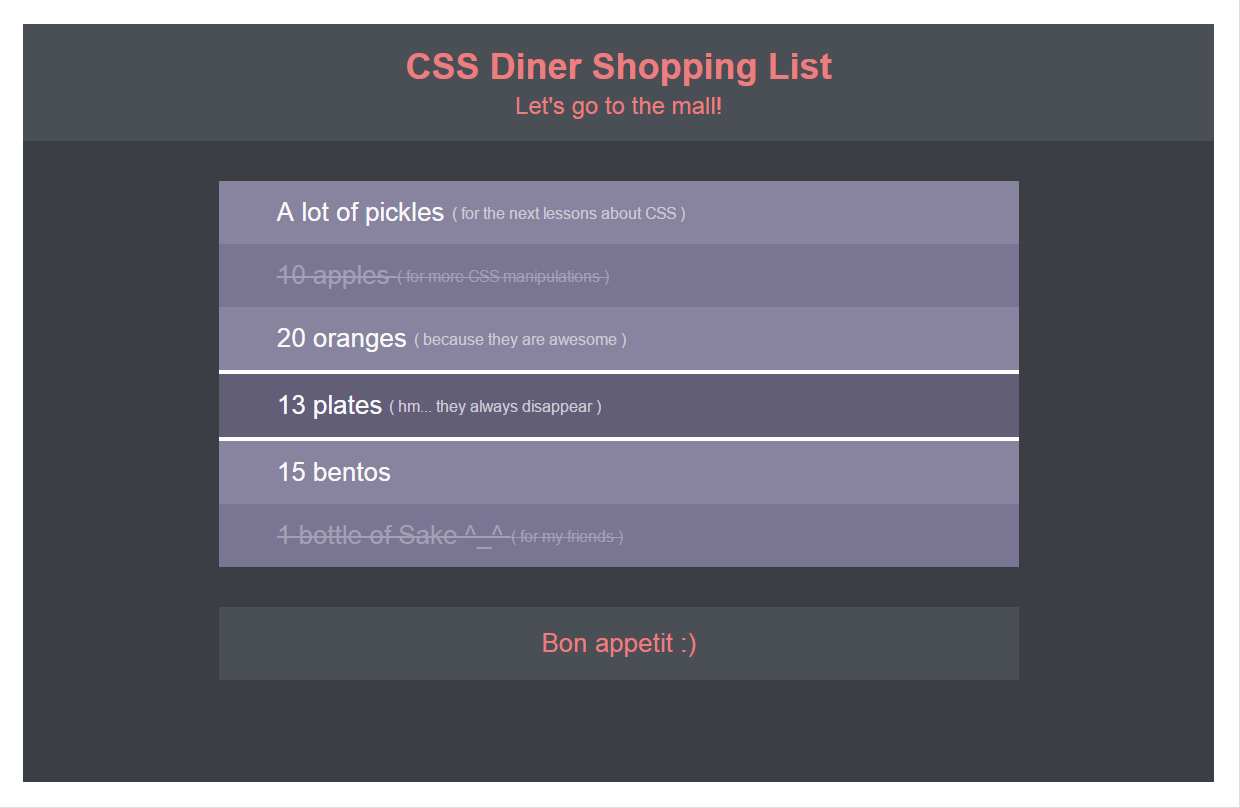 CSS Diner Shopping List
Let's go to the mall!
A lot of pickles ( for the next lessons about CSS )
10 apples ( for more CSS manipulations )
20 oranges ( because they are awesome )
13 plates ( hm... they always disappear )
15 bentos
1 bottle of Sake ^_^ ( for my friends )
Bon appetit :)